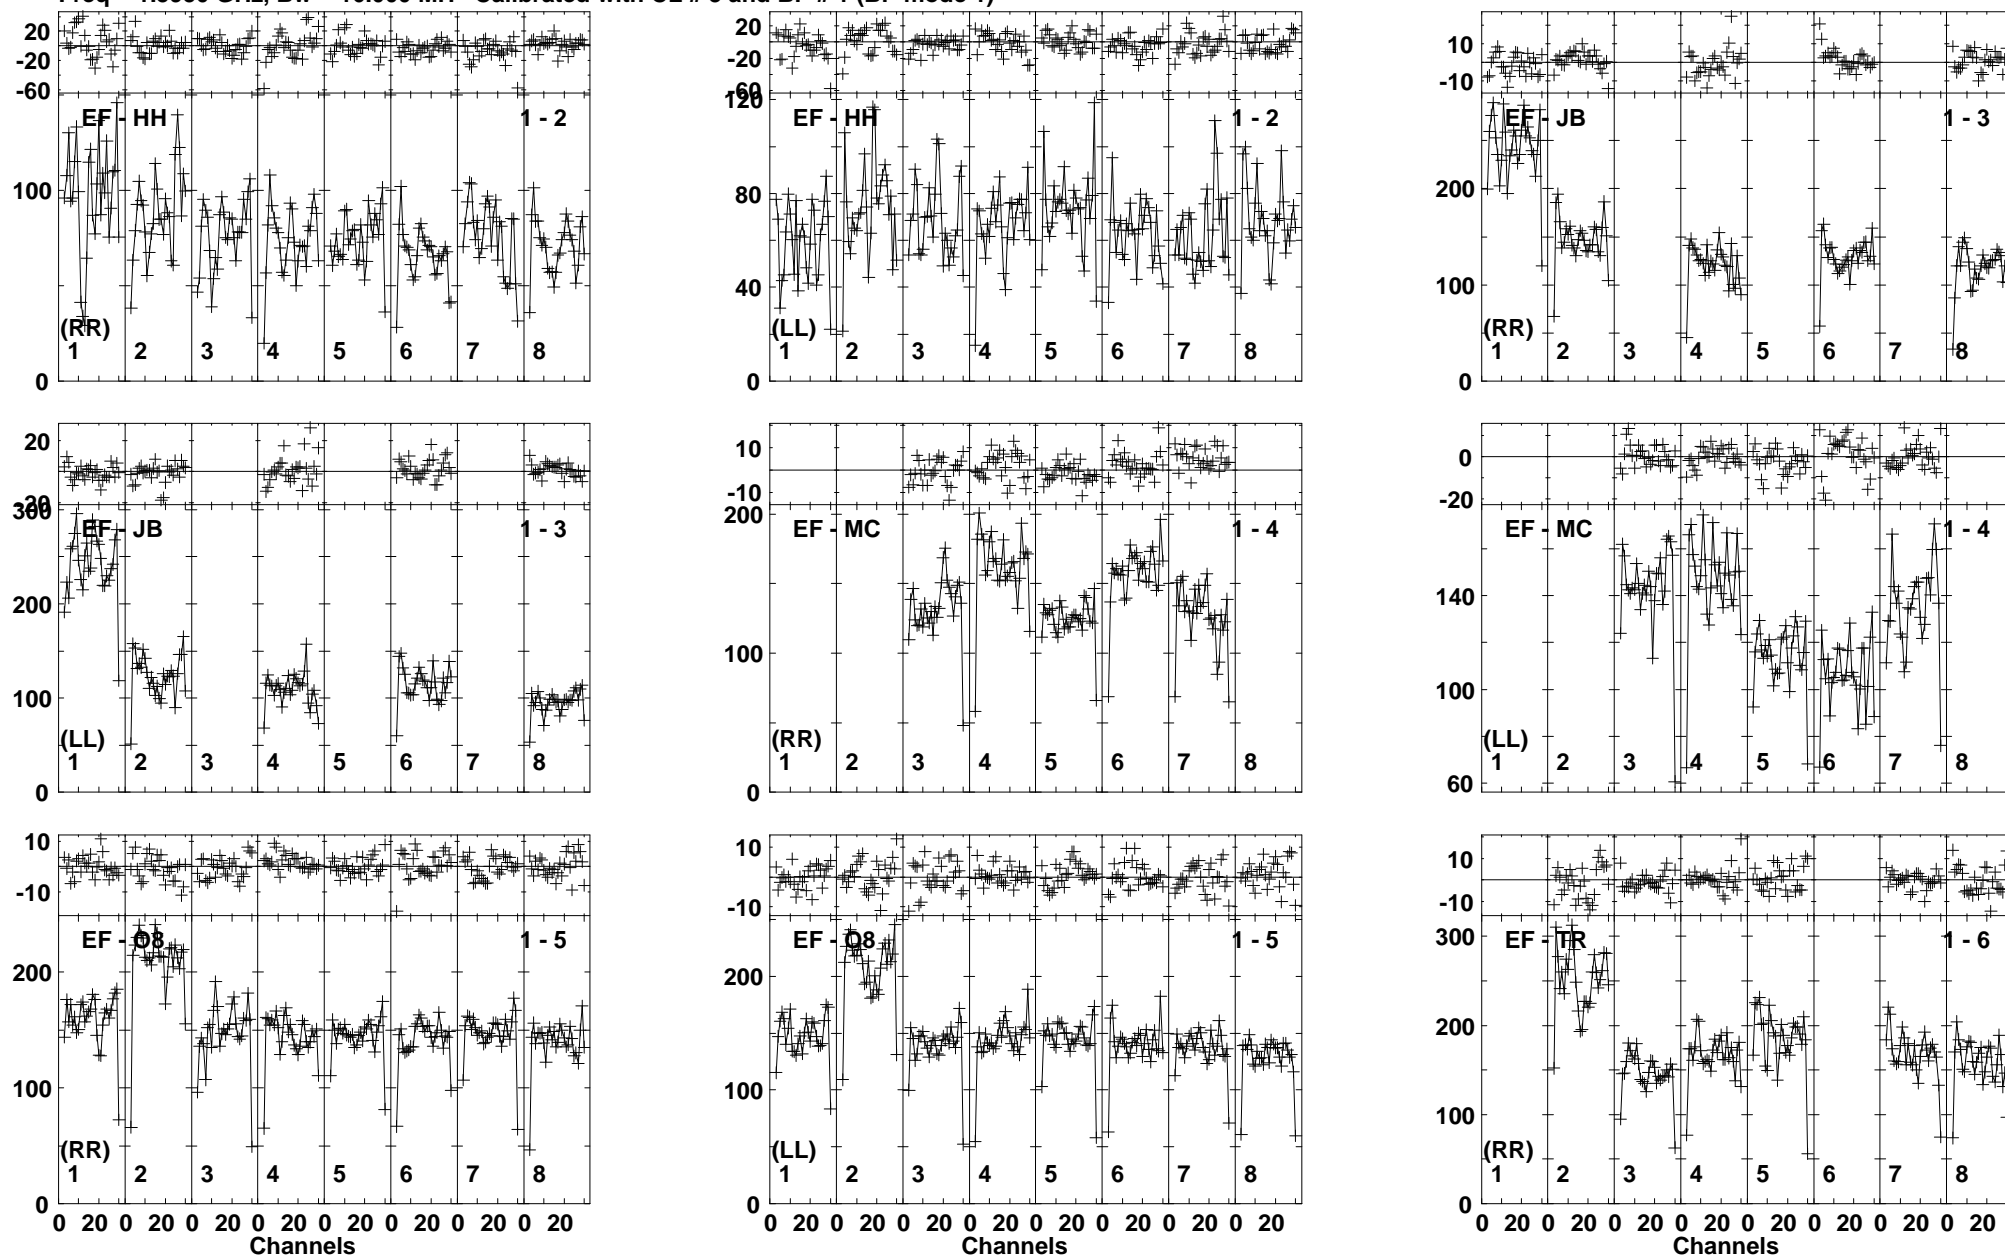 20 0 -20 -60 20 0 -20 -40 -60 10 -10
EF - HH 1 - 2 120 EF - HH 1 - 2 EF - JB 1 - 3
100 80 200
40 100
(RR) (LL) (RR)
1 2 3 4 5 6 7 8 1 2 3 4 5 6 7 8 1 2 3 4 5 6 7 8
0 0 0
20 10 -10 0 -20
300 EF - JB 1 - 3 200 EF - MC 1 - 4 EF - MC 1 - 4
200 140
100 100 100
(LL) (RR) (LL)
1 2 3 4 5 6 7 8 1 2 3 4 5 6 7 8 1 2 3 4 5 6 7 8
0 0 60
10 -10 10 -10 10 -10
EF - O8 1 - 5 EF - O8 1 - 5 300 EF - TR 1 - 6
200 200 200
100 100 100
(RR) (LL) (RR)
1 2 3 4 5 6 7 8 1 2 3 4 5 6 7 8 1 2 3 4 5 6 7 8
0 0 0
0 20 0 20 0 20 0 20 0 20 0 20 0 20 0 20 0 20 0 20 0 20 0 20 0 20 0 20 0 20 0 20 0 20 0 20 0 20 0 20 0 20 0 20 0 20 0 20
Channels Channels Channels